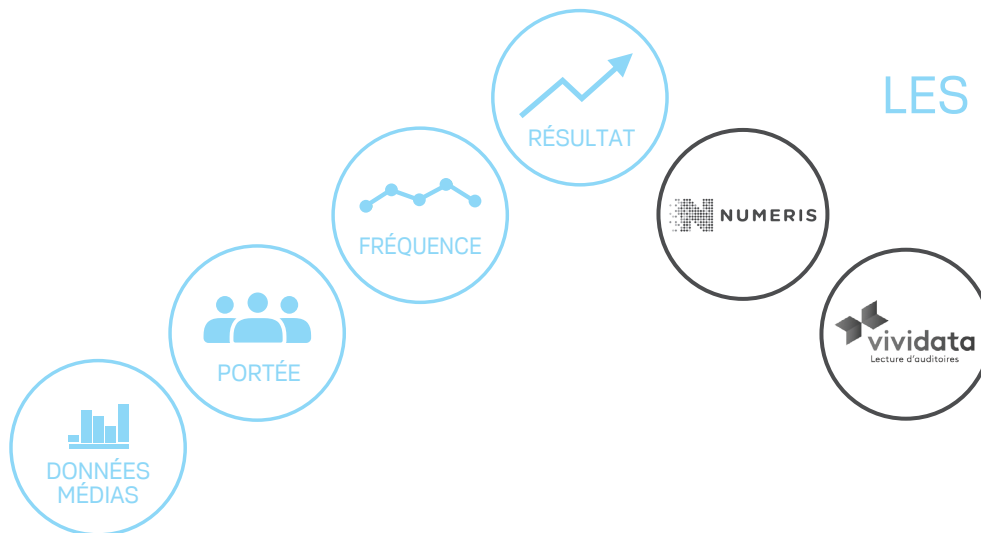 LES
RÉSULTAT
NUMERIS
FRÉQUENCE
vividata
Lecture d'auditoires
PORTÉE
DONNÉES
MÉDIAS